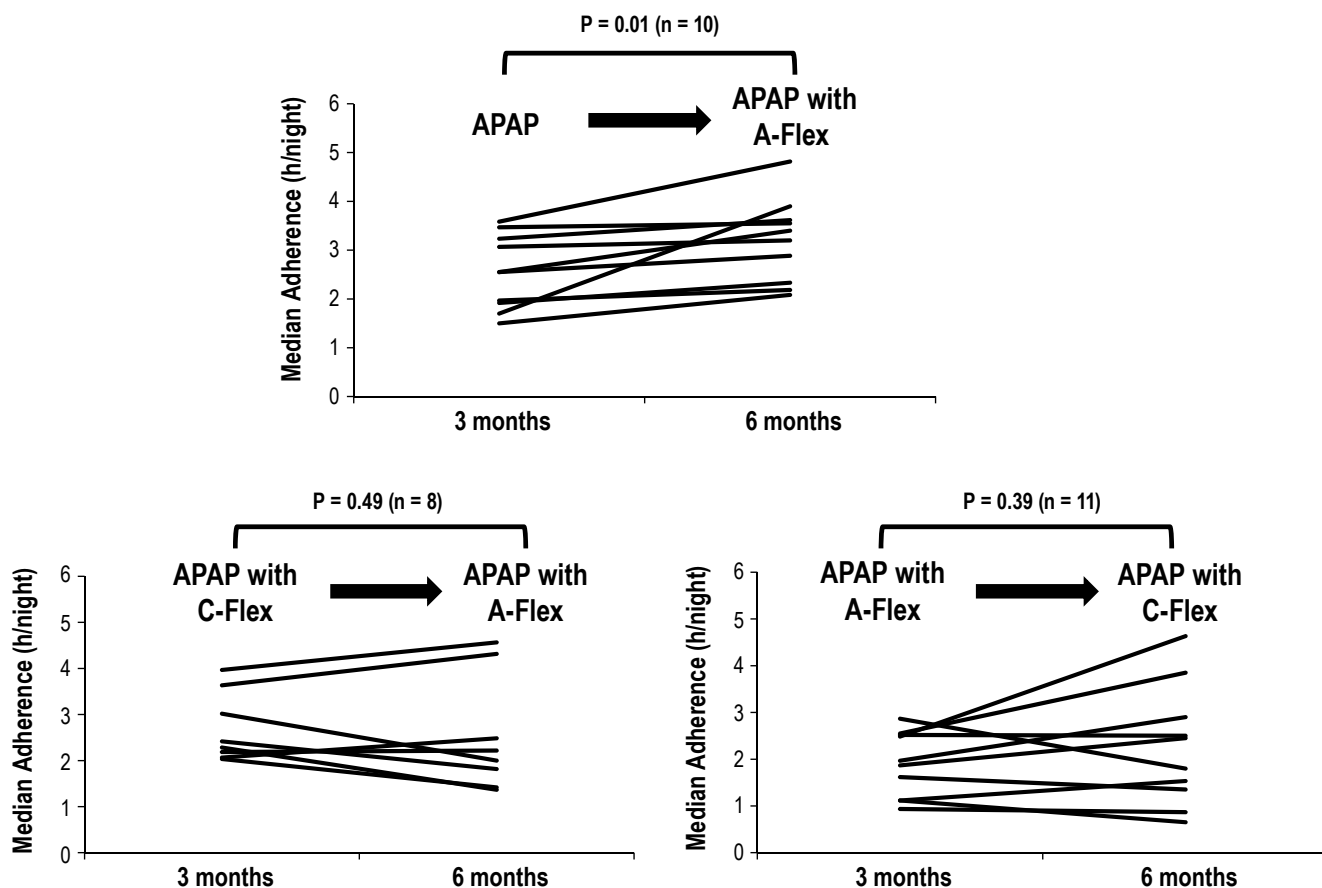 P = 0.01 (n = 10)
APAP
APAP with
A-Flex
Median Adherence (h/night)
6
5
4
3
2
1
0
3 months
6 months
P = 0.49 (n = 8)
APAP with
C-Flex
APAP with
A-Flex
Median Adherence (h/night)
6
5
4
3
2
1
0
3 months
6 months
P = 0.39 (n = 11)
APAP with
A-Flex
APAP with
C-Flex
Median Adherence (h/night)
6
5
4
3
2
1
0
3 months
6 months